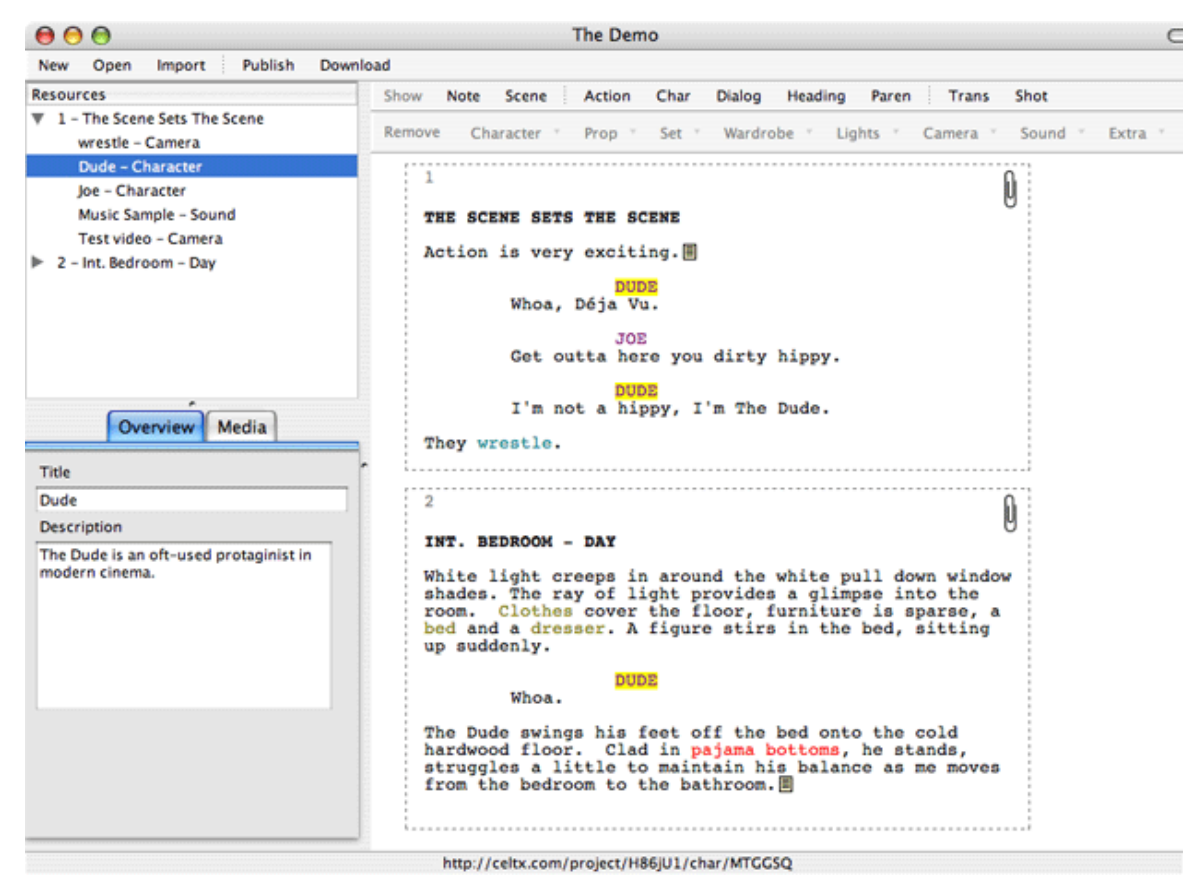 The Demo
New Open Import Publish Download
Resources
1 - The Scene Sets The Scene
wrestle - Camera
Dude - Character
Joe - Character
Music Sample - Sound
Test video - Camera
2 - Int. Bedroom - Day
Overview Media
Title
Dude
Description
The Dude is an oft-used protaginist in
modern cinema.
Show Note Scene Action Char Dialog Heading Paren Trans Shot
Remove Character Prop Set Wardrobe Lights Camera Sound Extra
1
THE SCENE SETS THE SCENE
Action is very exciting.
DUDE
Whoa, Déja Vu.
JOE
Get outta here you dirty hippy.
DUDE
I'm not a hippy, I'm The Dude.
They wrestle.
2
INT. BEDROOM - DAY
White light creeps in around the white pull down window
shades. The ray of light provides a glimpse into the
room. Clothes cover the floor, furniture is sparse, a
bed and a dresser. A figure stirs in the bed, sitting
up suddenly.
DUDE
Whoa.
The Dude swings his feet off the bed onto the cold
hardwood floor. Clad in pajama bottoms, he stands,
struggles a little to maintain his balance as me moves
from the bedroom to the bathroom.
http://celtx.com/project/H86jU1/char/MTGGSQ